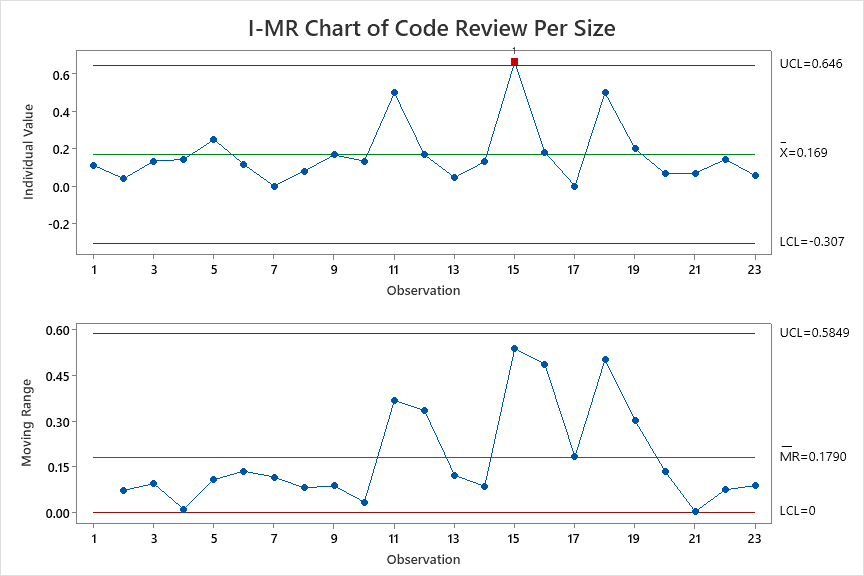 I-MR Chart of Code Review Per Size
1
UCL=0.646
0.6
0.4
0.2
X̄=0.169
0.0
-0.2
LCL=-0.307
Individual Value
1 3 5 7 9 11 13 15 17 19 21 23
Observation
0.60
UCL=0.5849
0.45
0.30
0.15
M̅R̅=0.1790
0.00
LCL=0
Moving Range
1 3 5 7 9 11 13 15 17 19 21 23
Observation